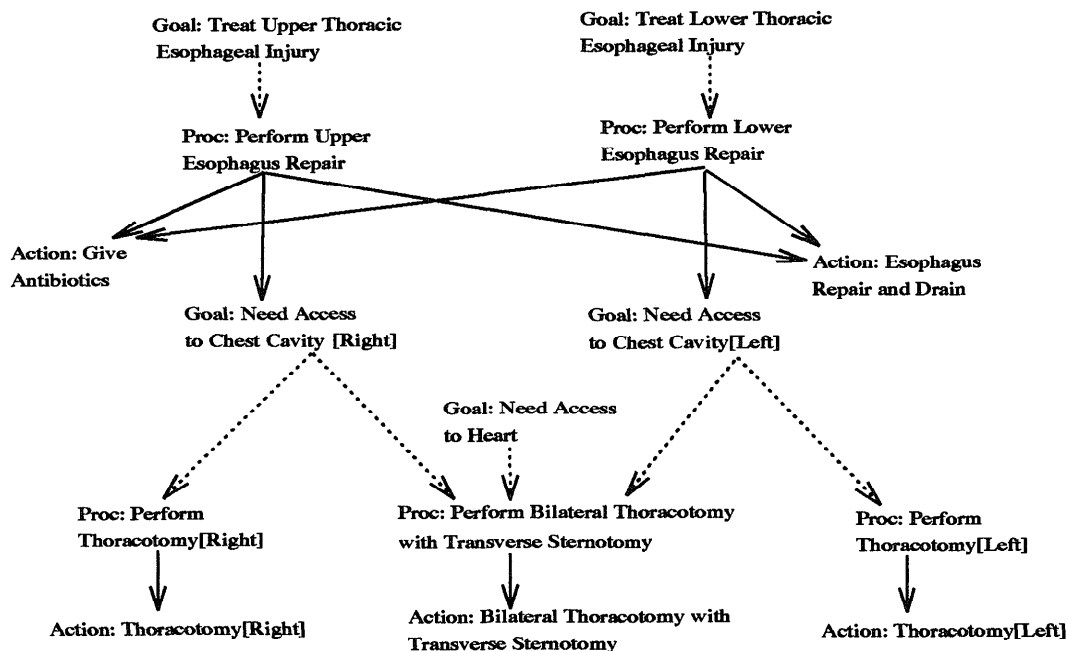 Goal: Treat Upper Thoracic
Esophageal Injury
Goal: Treat Lower Thoracic
Esophageal Injury
Proc: Perform Upper
Esophagus Repair
Proc: Perform Lower
Esophagus Repair
Action: Give
Antibiotics
Action: Esophagus
Repair and Drain
Goal: Need Access
to Chest Cavity [Right]
Goal: Need Access
to Chest Cavity[Left]
Goal: Need Access
to Heart
Proc: Perform
Thoracotomy[Right]
Proc: Perform Bilateral Thoracotomy
with Transverse Sternotomy
Proc: Perform
Thoracotomy[Left]
Action: Thoracotomy[Right]
Action: Bilateral Thoracotomy with
Transverse Sternotomy
Action: Thoracotomy[Left]